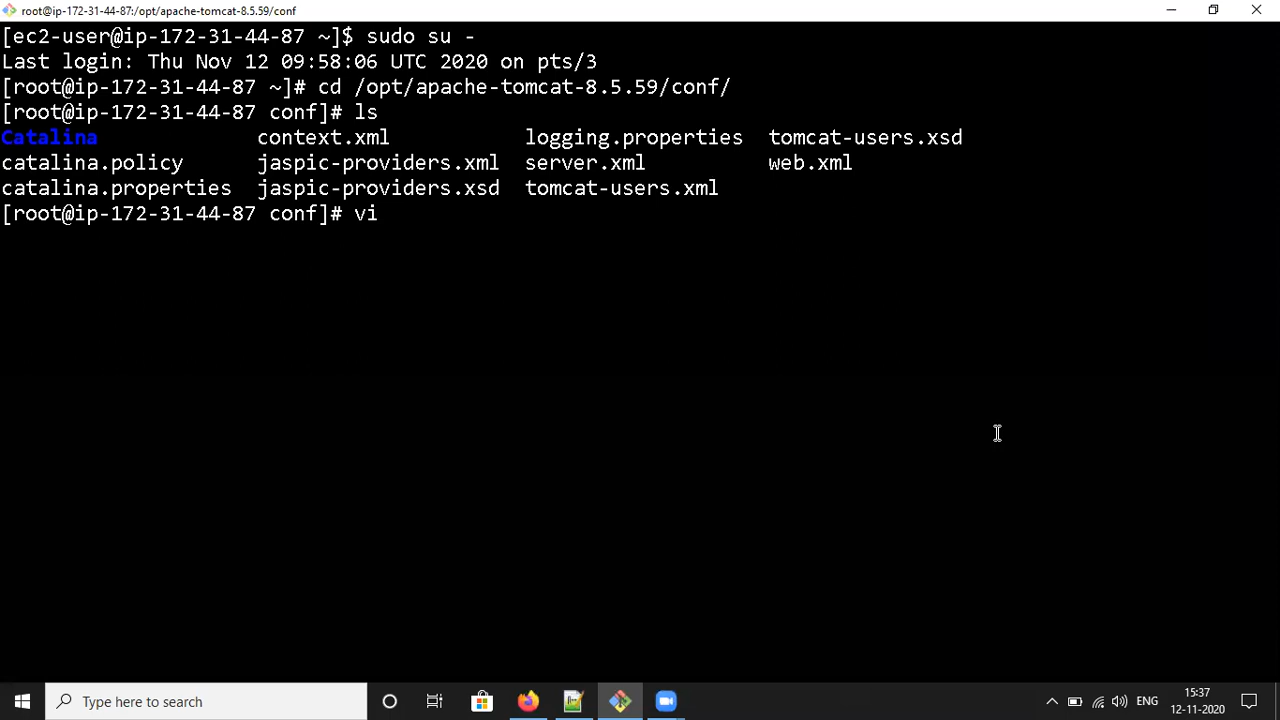 root@ip-172-31-44-87:/opt/apache-tomcat-8.5.59/conf
[ec2-user@ip-172-31-44-87 ~]$ sudo su -
Last login: Thu Nov 12 09:58:06 UTC 2020 on pts/3
[root@ip-172-31-44-87 ~]# cd /opt/apache-tomcat-8.5.59/conf/
[root@ip-172-31-44-87 conf]# ls
Catalina context.xml logging.properties tomcat-users.xsd
catalina.policy jaspic-providers.xml server.xml web.xml
catalina.properties jaspic-providers.xsd tomcat-users.xml
[root@ip-172-31-44-87 conf]# vi
Type here to search
ENG
15:37
12-11-2020